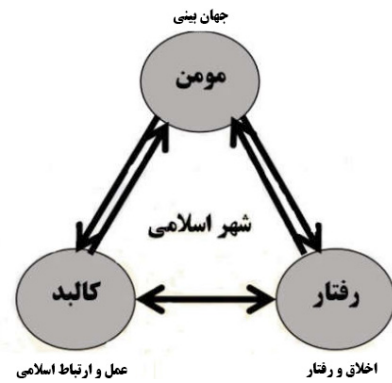 جهان بینی
مومن
شهر اسلامی
رفتار
کالبد
اخلاق و رفتار
عمل و ارتباط اسلامی